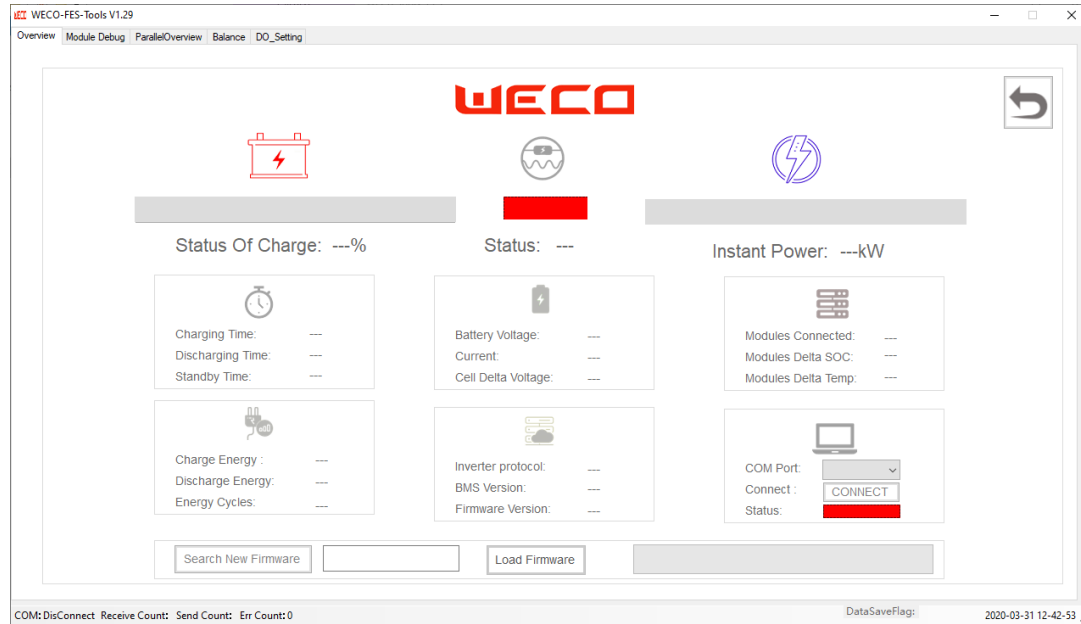 WECO WECO-FES-Tools V1.29
Overview Module Debug ParallelOverview Balance DO_Setting
WECO
Status Of Charge: ---%
Status: ---
Instant Power: ---kW
Charging Time: ---
Discharging Time: ---
Standby Time: ---
Battery Voltage: ---
Current: ---
Cell Delta Voltage: ---
Modules Connected: ---
Modules Delta SOC: ---
Modules Delta Temp: ---
Charge Energy : ---
Discharge Energy: ---
Energy Cycles: ---
Inverter protocol: ---
BMS Version: ---
Firmware Version: ---
COM Port:
Connect : CONNECT
Status:
Search New Firmware Load Firmware
COM: DisConnect Receive Count: Send Count: Err Count: 0 DataSaveFlag: 2020-03-31 12-42-53